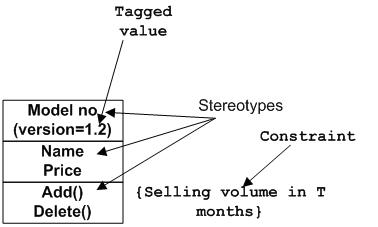 Tagged
value
Stereotypes
Model no.
(version=1.2)
Constraint
Name
Price
Add()
Delete()
{Selling volume in T
months}